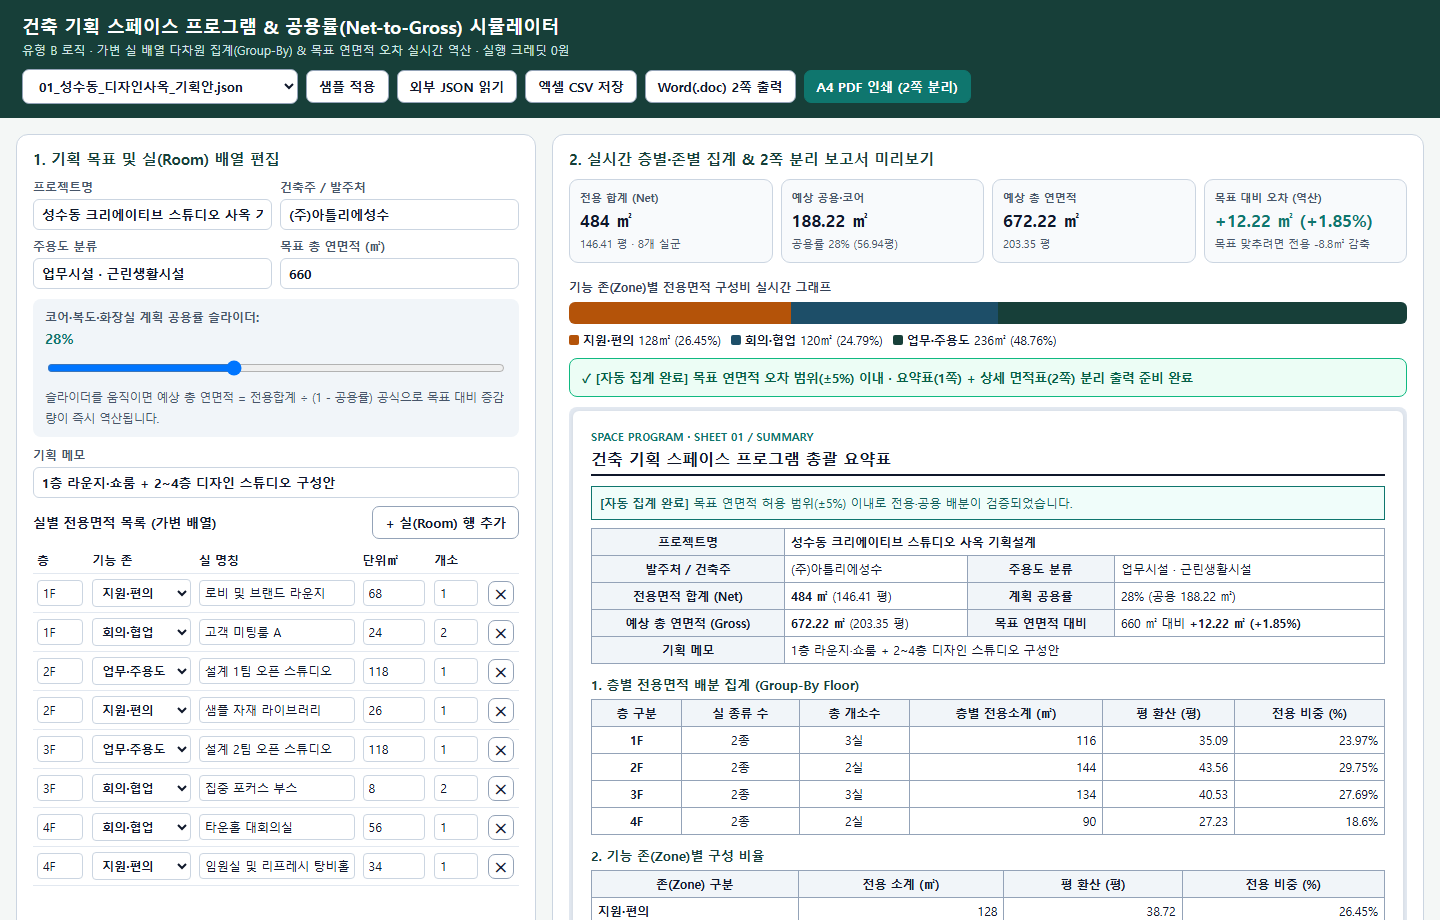 건축 기획 스페이스 프로그램 & 공용률(Net-to-Gross) 시뮬레이터
유형 B 로직 · 가변 실 배열 다차원 집계(Group-By) & 목표 연면적 오차 실시간 역산 · 실행 크레딧 0원
01_성수동_디자인사옥_기획안.json
샘플 적용
외부 JSON 읽기
엑셀 CSV 저장
Word(.doc) 2쪽 출력
A4 PDF 인쇄 (2쪽 분리)
1. 기획 목표 및 실(Room) 배열 편집
프로젝트명 건축주 / 발주처
성수동 크리에이티브 스튜디오 사옥 기 (주)아틀리에성수
주용도 분류 목표 총 연면적 (㎡)
업무시설 · 근린생활시설 660
코어·복도·화장실 계획 공용률 슬라이더:
28%
슬라이더를 움직이면 예상 총 연면적 = 전용합계 ÷ (1 - 공용률) 공식으로 목표 대비 증감
량이 즉시 역산됩니다.
기획 메모
1층 라운지·쇼룸 + 2~4층 디자인 스튜디오 구성안
실별 전용면적 목록 (가변 배열) + 실(Room) 행 추가
층 기능 존 실 명칭 단위㎡ 개소
1F 지원·편의 로비 및 브랜드 라운지 68 1 ×
1F 회의·협업 고객 미팅룸 A 24 2 ×
2F 업무·주용도 설계 1팀 오픈 스튜디오 118 1 ×
2F 지원·편의 샘플 자재 라이브러리 26 1 ×
3F 업무·주용도 설계 2팀 오픈 스튜디오 118 1 ×
3F 회의·협업 집중 포커스 부스 8 2 ×
4F 회의·협업 타운홀 대회의실 56 1 ×
4F 지원·편의 임원실 및 리프레시 탕비홀 34 1 ×
2. 실시간 층별·존별 집계 & 2쪽 분리 보고서 미리보기
전용 합계 (Net)
484 ㎡
146.41 평 · 8개 실군
예상 공용·코어
188.22 ㎡
공용률 28% (56.94평)
예상 총 연면적
672.22 ㎡
203.35 평
목표 대비 오차 (역산)
+12.22 ㎡ (+1.85%)
목표 맞추려면 전용 -8.8㎡ 감축
기능 존(Zone)별 전용면적 구성비 실시간 그래프
지원·편의 128㎡ (26.45%) 회의·협업 120㎡ (24.79%) 업무·주용도 236㎡ (48.76%)
✓ [자동 집계 완료] 목표 연면적 오차 범위(±5%) 이내 · 요약표(1쪽) + 상세 면적표(2쪽) 분리 출력 준비 완료
SPACE PROGRAM · SHEET 01 / SUMMARY
건축 기획 스페이스 프로그램 총괄 요약표
[자동 집계 완료] 목표 연면적 허용 범위(±5%) 이내로 전용·공용 배분이 검증되었습니다.
프로젝트명 성수동 크리에이티브 스튜디오 사옥 기획설계
발주처 / 건축주 (주)아틀리에성수 주용도 분류 업무시설 · 근린생활시설
전용면적 합계 (Net) 484 ㎡ (146.41 평) 계획 공용률 28% (공용 188.22 ㎡)
예상 총 연면적 (Gross) 672.22 ㎡ (203.35 평) 목표 연면적 대비 660 ㎡ 대비 +12.22 ㎡ (+1.85%)
기획 메모 1층 라운지·쇼룸 + 2~4층 디자인 스튜디오 구성안
1. 층별 전용면적 배분 집계 (Group-By Floor)
층 구분 실 종류 수 총 개소수 층별 전용소계 (㎡) 평 환산 (평) 전용 비중 (%)
1F 2종 3실 116 35.09 23.97%
2F 2종 2실 144 43.56 29.75%
3F 2종 3실 134 40.53 27.69%
4F 2종 2실 90 27.23 18.6%
2. 기능 존(Zone)별 구성 비율
존(Zone) 구분 전용 소계 (㎡) 평 환산 (평) 전용 비중 (%)
지원·편의 128 38.72 26.45%